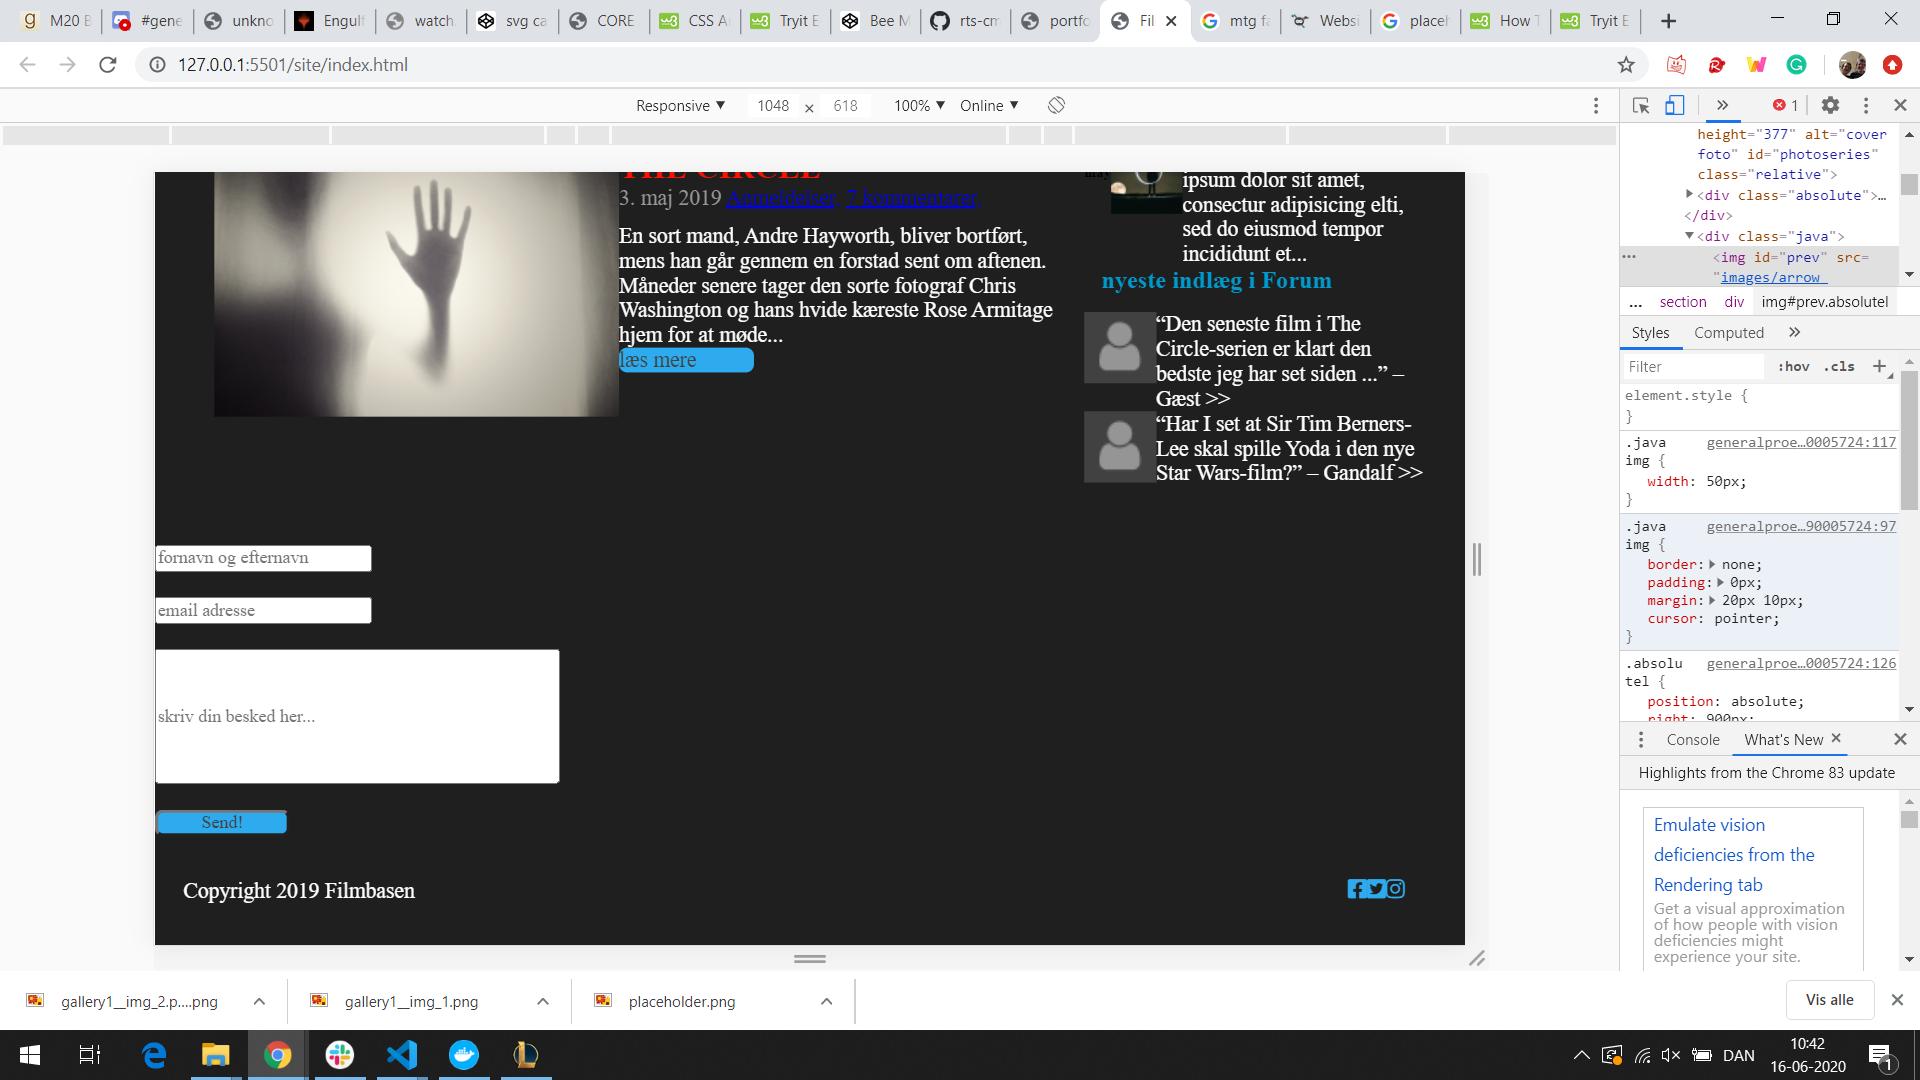 M20 B
#gene
unkno
Engulf
watch.
svg ca
CORE
CSS A
Tryit E
Bee M
rts-cm
portfo
Fil
mtg fa
Websi
placeh
How T
Tryit E
127.0.0.1:5501/site/index.html
Responsive ▼ 1048 × 618 100% ▼ Online ▼
1
THE CIRCLE
3. maj 2019 Anmeldelser, 7 kommentarer.
En sort mand, Andre Hayworth, bliver bortført,
mens han går gennem en forstad sent om aftenen.
Måneder senere tager den sorte fotograf Chris
Washington og hans hvide kæreste Rose Armitage
hjem for at møde...
læs mere
ipsum dolor sit amet,
consectur adipisicing elti,
sed do eiusmod tempor
incididunt et...
nyeste indlæg i Forum
“Den seneste film i The
Circle-serien er klart den
bedste jeg har set siden ...” –
Gæst >>
“Har I set at Sir Tim Berners-
Lee skal spille Yoda i den nye
Star Wars-film?” – Gandalf >>
fornavn og efternavn
email adresse
skriv din besked her...
Send!
Copyright 2019 Filmbasen
height="377" alt="cover
foto" id="photoseries"
class="relative">
<div class="absolute">…
</div>
<div class="java">
<img id="prev" src=
"images/arrow_
... section div img#prev.absolutel
Styles Computed
Filter :hov .cls
element.style {
}
.java generalproe…0005724:117
img {
width: 50px;
}
.java generalproe…90005724:97
img {
border: none;
padding: 0px;
margin: 20px 10px;
cursor: pointer;
}
.absolu generalproe…0005724:126
tel {
position: absolute;
right: 900px;
Console What's New
Highlights from the Chrome 83 update
Emulate vision
deficiencies from the
Rendering tab
Get a visual approximation
of how people with vision
deficiencies might
experience your site.
gallery1__img_2.p....png
gallery1__img_1.png
placeholder.png
Vis alle
DAN
10:42
16-06-2020
1